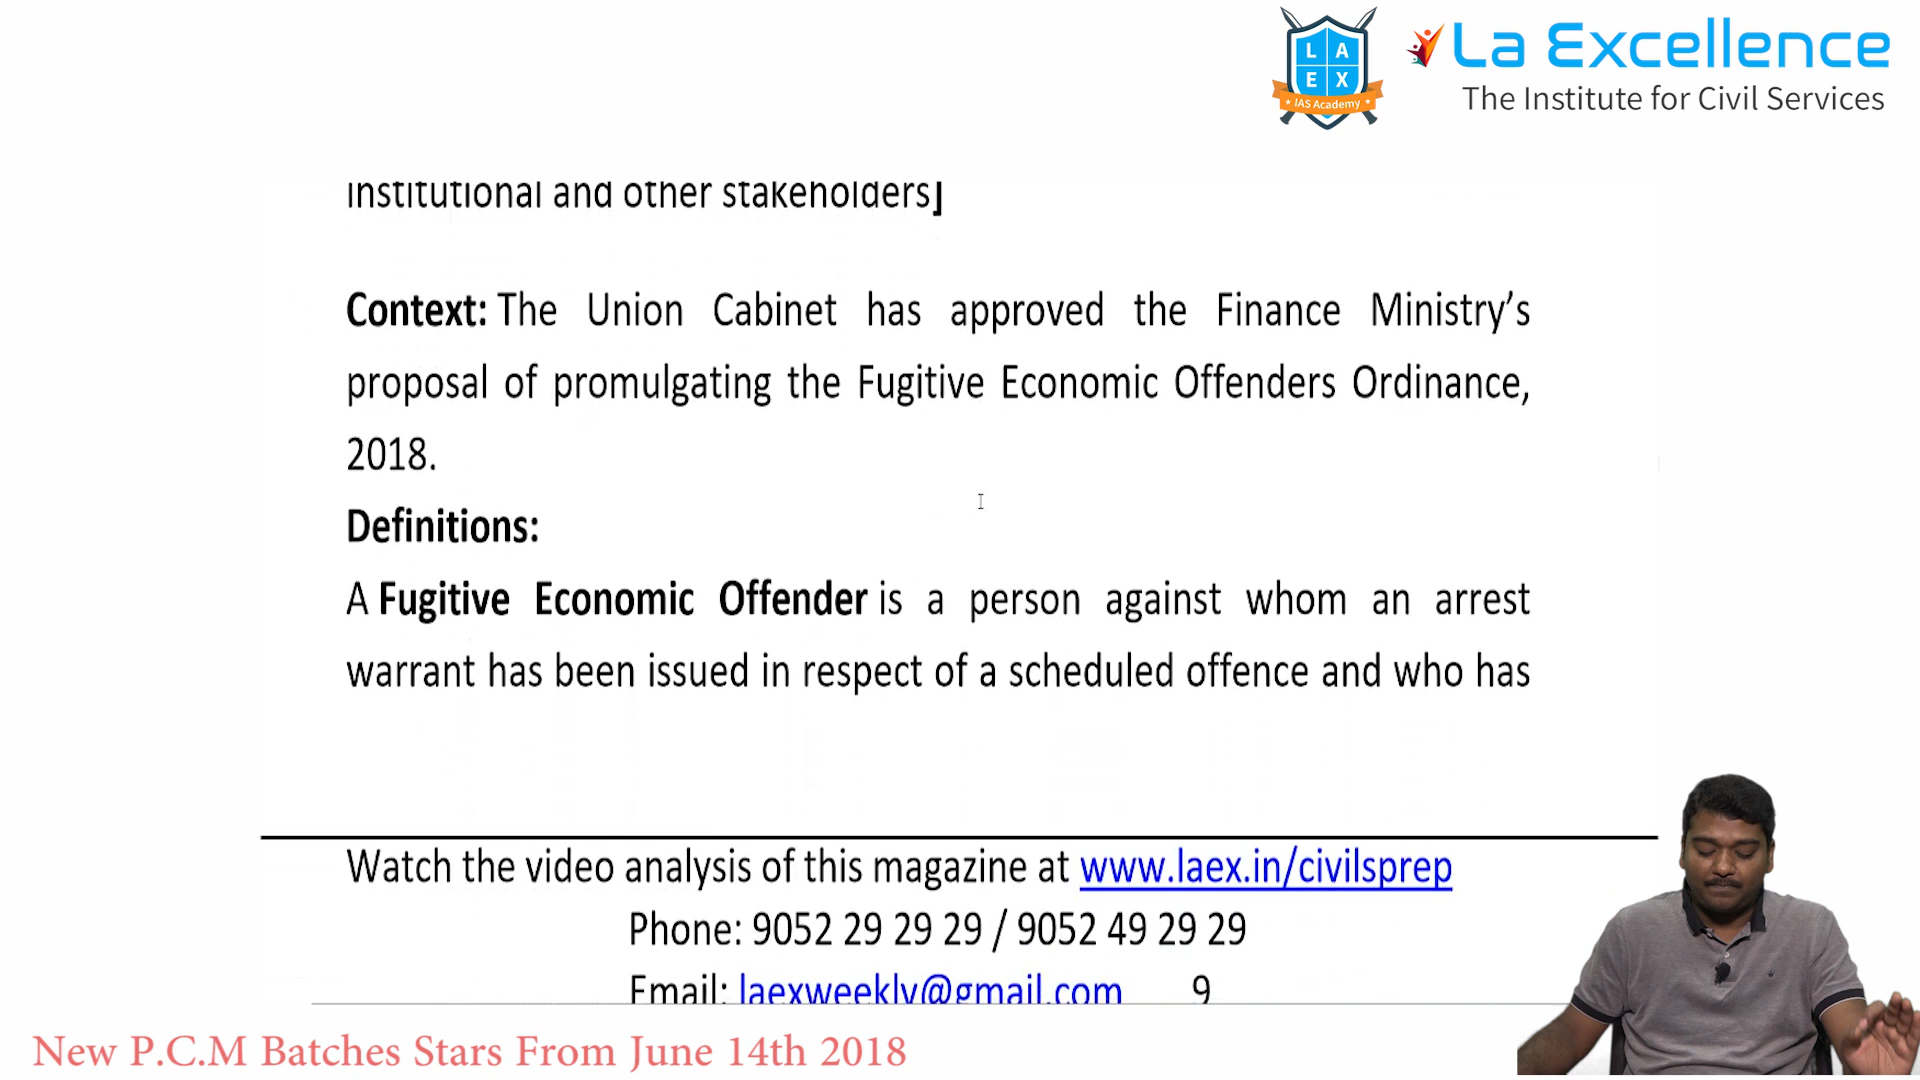 L A
E X
IAS Academy
La Excellence
The Institute for Civil Services
institutional and other stakeholders]
Context: The Union Cabinet has approved the Finance Ministry’s
proposal of promulgating the Fugitive Economic Offenders Ordinance,
2018.
Definitions:
A Fugitive Economic Offender is a person against whom an arrest
warrant has been issued in respect of a scheduled offence and who has
Watch the video analysis of this magazine at www.laex.in/civilsprep
Phone: 9052 29 29 29 / 9052 49 29 29
Email: laexweekly@gmail.com 9
New P.C.M Batches Stars From June 14th 2018